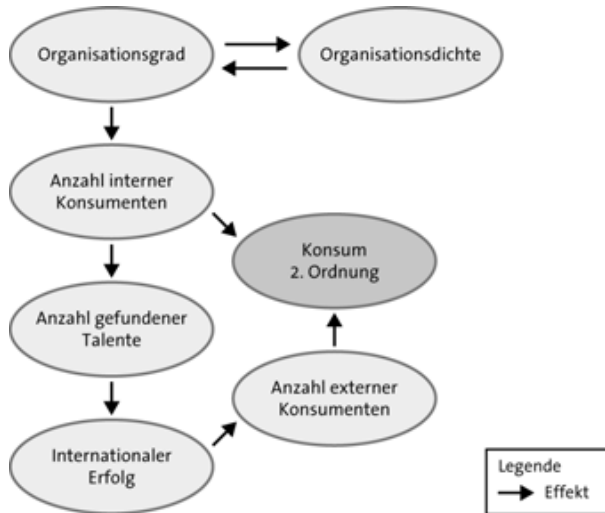 Organisationsgrad
Organisationsdichte
Anzahl interner
Konsumenten
Konsum
2. Ordnung
Anzahl gefundener
Talente
Anzahl externer
Konsumenten
Internationaler
Erfolg
Legende
Effekt